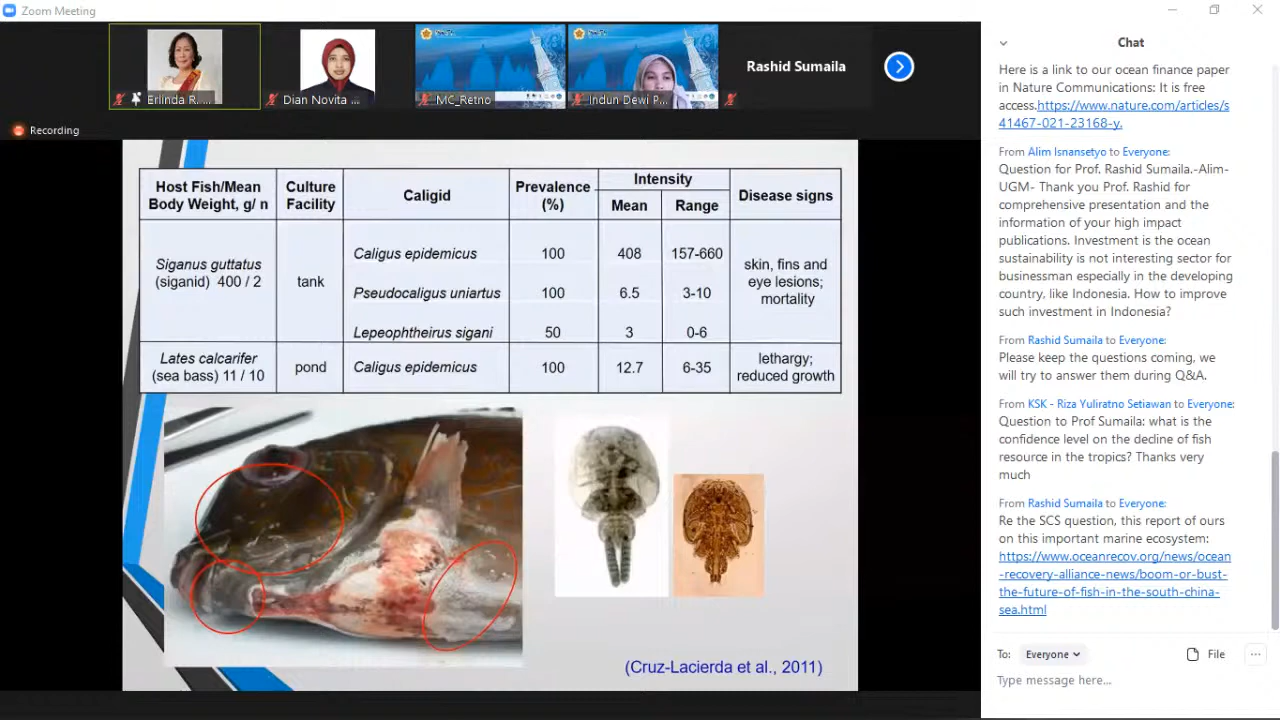 Zoom Meeting
Erlinda R. ...
Dian Novita ...
MC_Retno
Indun Dewi P...
Rashid Sumaila
Recording
Host Fish/Mean
Body Weight, g/ n
Culture
Facility
Caligid
Prevalence
(%)
Intensity
Mean
Range
Disease signs
Siganus guttatus
(siganid) 400 / 2
tank
Caligus epidemicus
100
408
157-660
Pseudocaligus uniartus
100
6.5
3-10
Lepeophtheirus sigani
50
3
0-6
skin, fins and
eye lesions;
mortality
Lates calcarifer
(sea bass) 11 / 10
pond
Caligus epidemicus
100
12.7
6-35
lethargy;
reduced growth
(Cruz-Lacierda et al., 2011)
Chat
Here is a link to our ocean finance paper
in Nature Communications: It is free
access.https://www.nature.com/articles/s
41467-021-23168-y.
From Alim Isnansetyo to Everyone:
Question for Prof. Rashid Sumaila.-Alim-
UGM- Thank you Prof. Rashid for
comprehensive presentation and the
information of your high impact
publications. Investment is the ocean
sustainability is not interesting sector for
businessman especially in the developing
country, like Indonesia. How to improve
such investment in Indonesia?
From Rashid Sumaila to Everyone:
Please keep the questions coming, we
will try to answer them during Q&A.
From KSK - Riza Yuliratno Setiawan to Everyone:
Question to Prof Sumaila: what is the
confidence level on the decline of fish
resource in the tropics? Thanks very
much
From Rashid Sumaila to Everyone:
Re the SCS question, this report of ours
on this important marine ecosystem:
https://www.oceanrecov.org/news/ocean
-recovery-alliance-news/boom-or-bust-
the-future-of-fish-in-the-south-china-
sea.html
To: Everyone
File
Type message here...